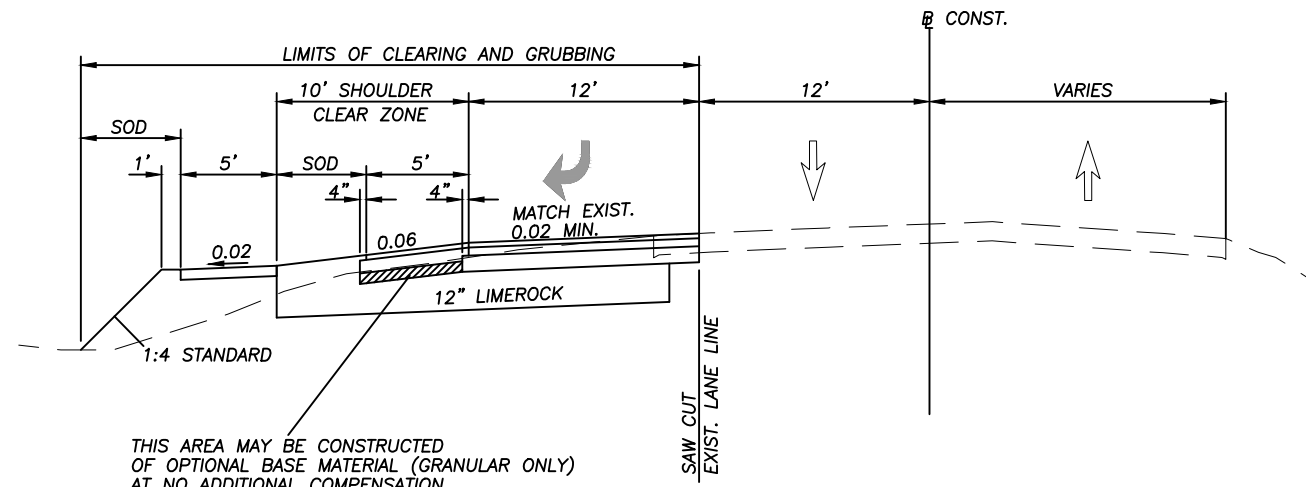 B CONST.
LIMITS OF CLEARING AND GRUBBING
10' SHOULDER
CLEAR ZONE
12'
12'
VARIES
SOD
1'
5'
SOD
5'
4"
4"
MATCH EXIST.
0.02 MIN.
0.02
0.06
12" LIMEROCK
1:4 STANDARD
SAW CUT
EXIST. LANE LINE
THIS AREA MAY BE CONSTRUCTED
OF OPTIONAL BASE MATERIAL (GRANULAR ONLY)
AT NO ADDITIONAL COMPENSATION